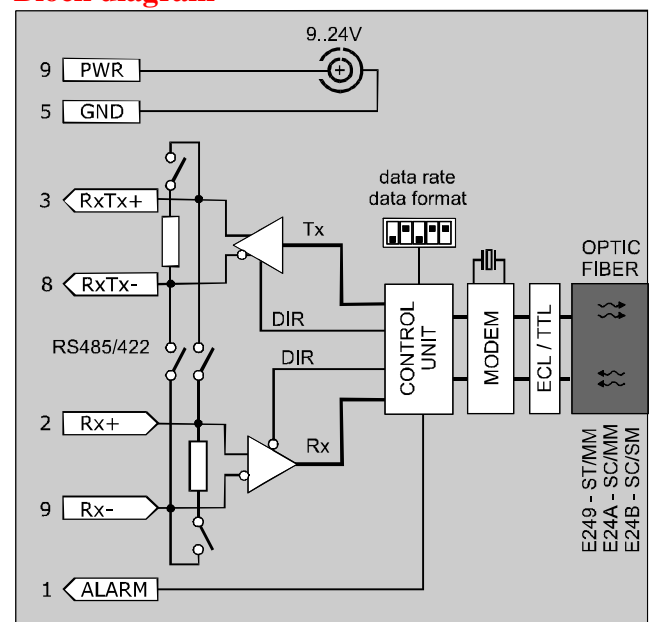 Block diagram
9..24V
9 PWR
5 GND
data rate
data format
3 RxTx+
Tx
OPTIC
FIBER
8 RxTx-
DIR
RS485/422
DIR
CONTROL
UNIT
MODEM
ECL / TTL
2 Rx+
Rx
9 Rx-
E249 - ST/MM
E24A - SC/MM
E24B - SC/SM
1 ALARM